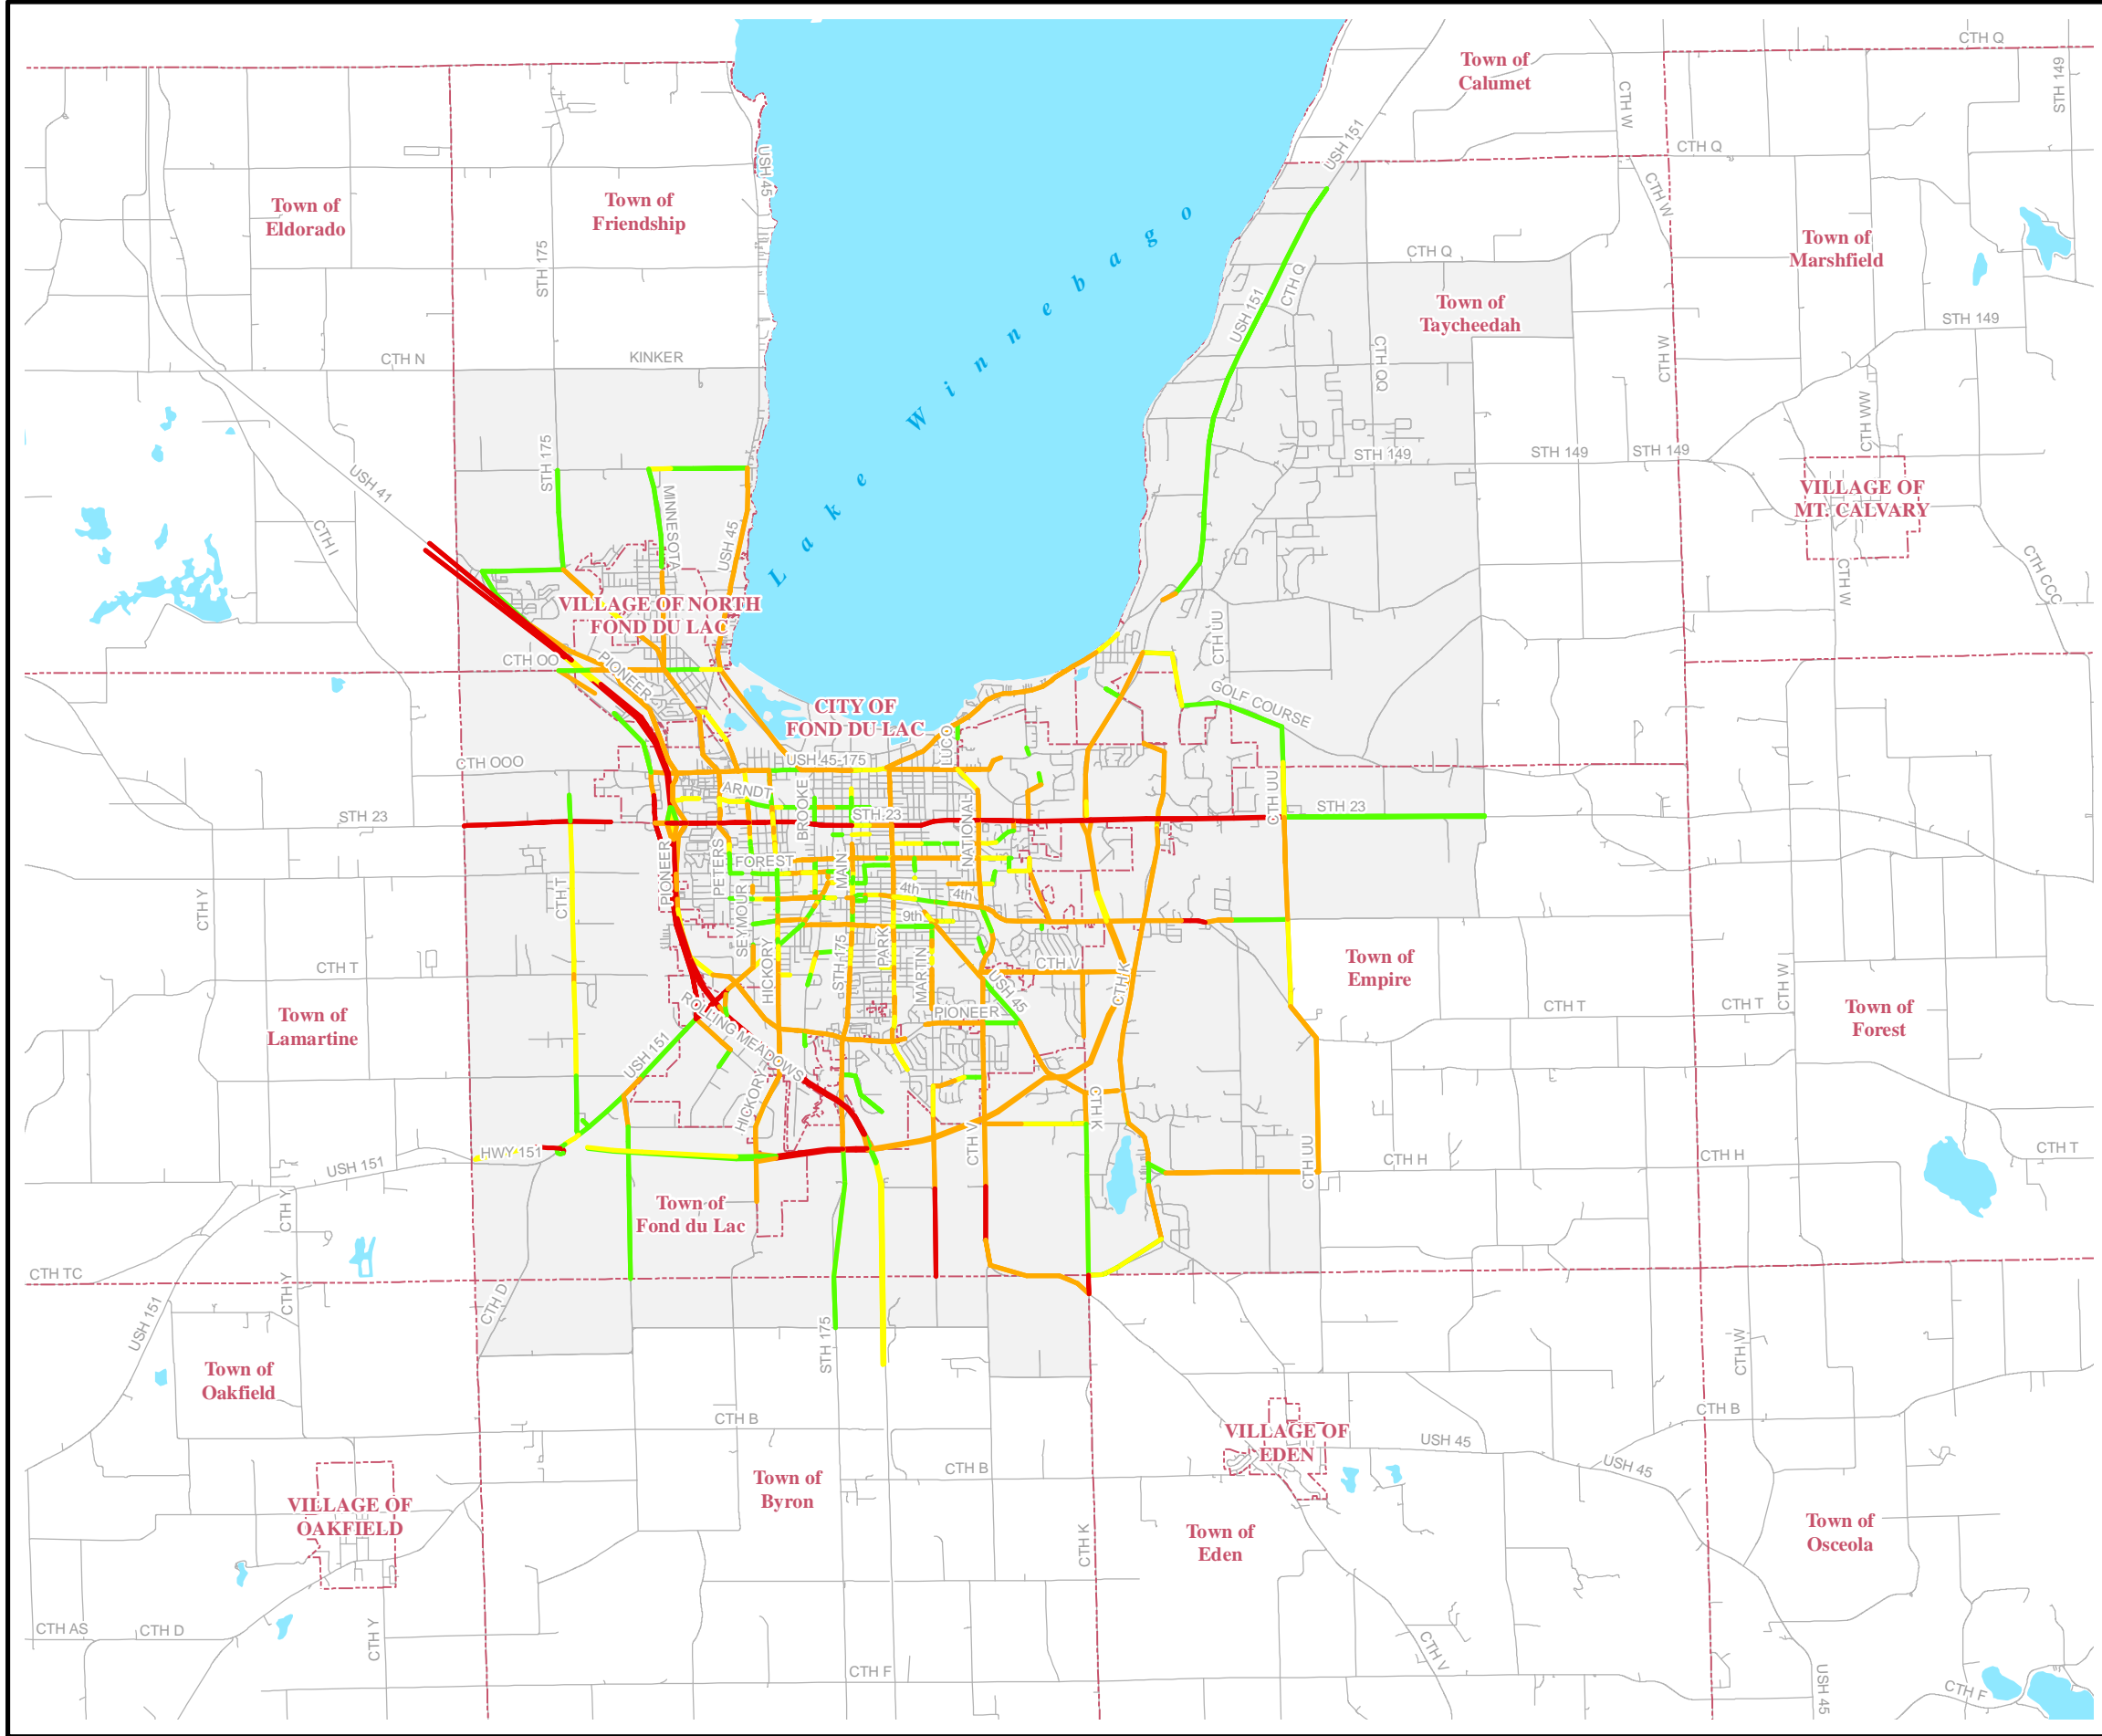 CTH Q
Town of
Calumet
STH 149
CTH W
USH 151
CTH Q
USH 45
CTH W
Town of
Eldorado
Town of
Friendship
Town of
Marshfield
STH 175
CTH Q
CTH Q
Town of
Taycheedah
USH 151
STH 149
Lake Winnebago
CTH N
KINKER
CTH QQ
CTH W
CTH WW
STH 175
USH 41
STH 149
STH 149
STH 149
VILLAGE OF
MT. CALVARY
MINNESOTA
USH 45
CTH I
CTH W
CTH CCC
VILLAGE OF NORTH
FOND DU LAC
CTH UU
CTH OO
PIONEER
GOLF COURSE
CITY OF
FOND DU LAC
LUCO
CTH OOO
USH 45-175
ARNDT
BROOKE
STH 23
STH 23
CTH UU
STH 23
NATIONAL
PIONEER
PETERS
FOREST
MAIN
CTH Y
CTH T
4th
4th
SEYMOUR
9th
HICKORY
STH 175
PARK
MARTIN
CTH V
CTH K
Town of
Empire
CTH T
CTH W
Town of
Lamartine
ROLLING MEADOWS
USH 45
PIONEER
CTH T
CTH T
Town of
Forest
USH 151
HICKORY
CTH K
HWY 151
USH 151
CTH V
CTH UU
CTH H
CTH H
CTH T
CTH Y
Town of
Fond du Lac
CTH TC
CTH Y
CTH D
USH 151
STH 175
CTH W
Town of
Oakfield
CTH B
CTH B
VILLAGE OF
EDEN
USH 45
USH 45
CTH B
Town of
Byron
VILLAGE OF
OAKFIELD
Town of
Eden
CTH K
Town of
Osceola
CTH AS
CTH D
CTH Y
CTH V
CTH F
USH 45
CTH F